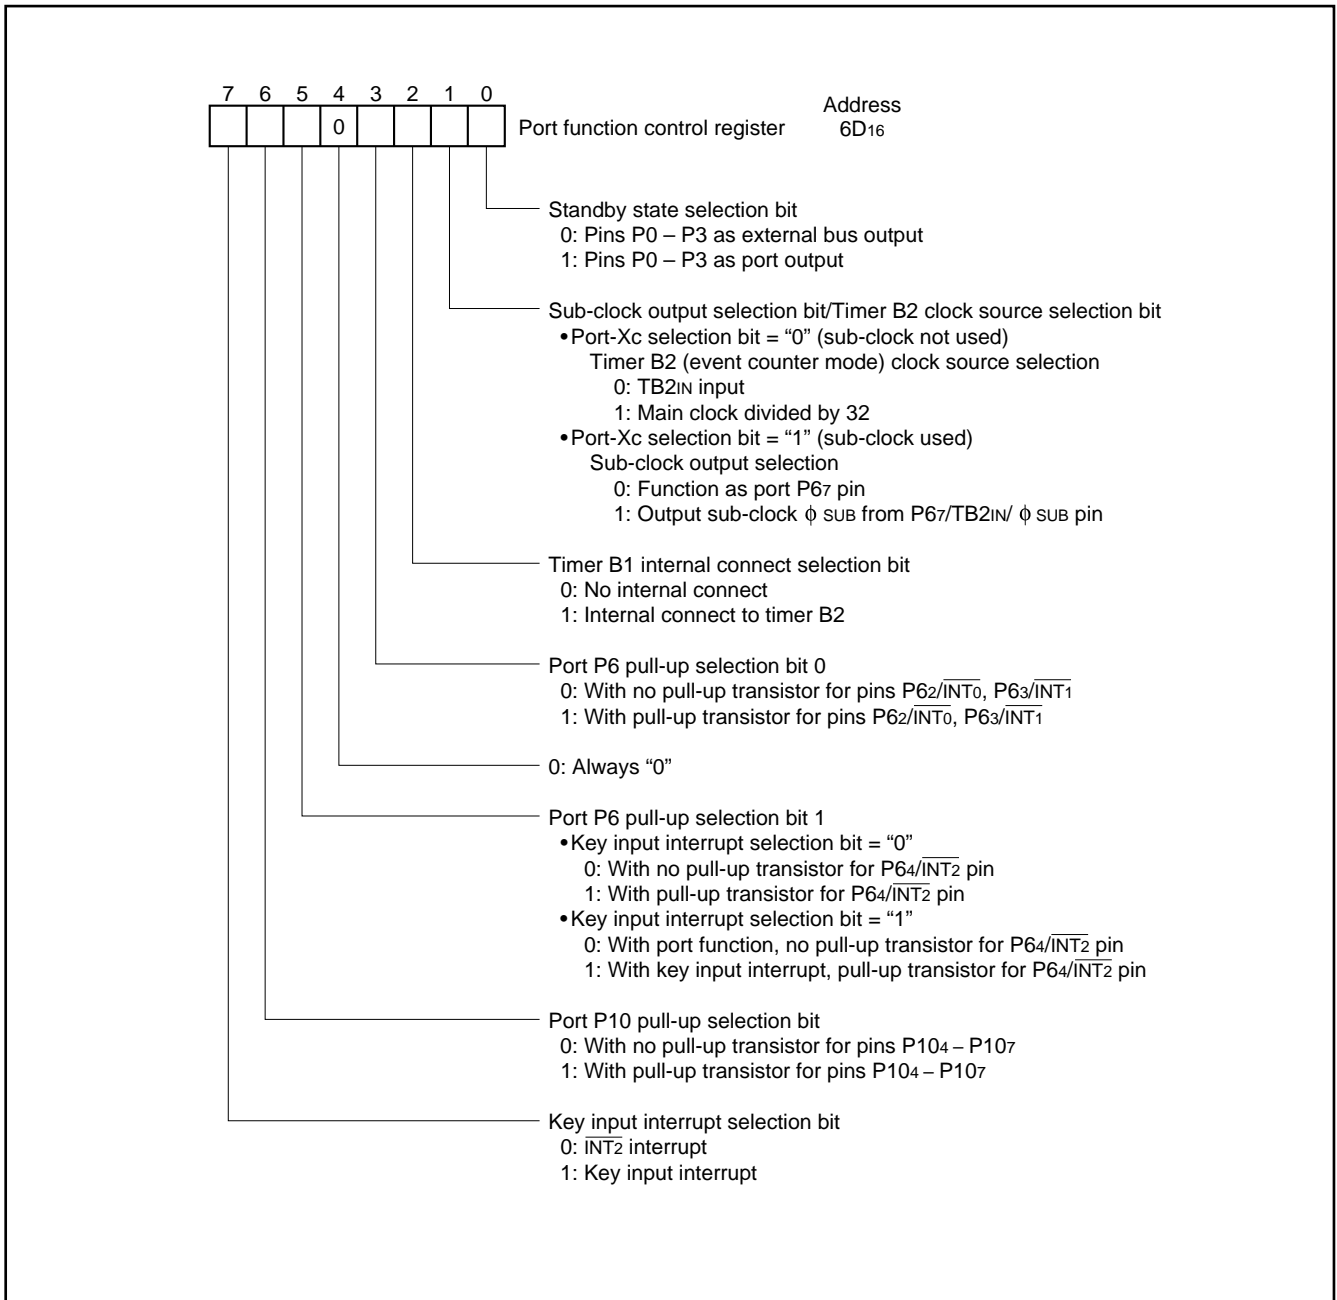 7 6 5 4 3 2 1 0
Address
0
Port function control register
6D16
Standby state selection bit
0: Pins P0 – P3 as external bus output
1: Pins P0 – P3 as port output
Sub-clock output selection bit/Timer B2 clock source selection bit
•Port-Xc selection bit = “0” (sub-clock not used)
Timer B2 (event counter mode) clock source selection
0: TB2IN input
1: Main clock divided by 32
•Port-Xc selection bit = “1” (sub-clock used)
Sub-clock output selection
0: Function as port P67 pin
1: Output sub-clock ϕ SUB from P67/TB2IN/ ϕ SUB pin
Timer B1 internal connect selection bit
0: No internal connect
1: Internal connect to timer B2
Port P6 pull-up selection bit 0
0: With no pull-up transistor for pins P62/INT0, P63/INT1
1: With pull-up transistor for pins P62/INT0, P63/INT1
0: Always “0”
Port P6 pull-up selection bit 1
•Key input interrupt selection bit = “0”
0: With no pull-up transistor for P64/INT2 pin
1: With pull-up transistor for P64/INT2 pin
•Key input interrupt selection bit = “1”
0: With port function, no pull-up transistor for P64/INT2 pin
1: With key input interrupt, pull-up transistor for P64/INT2 pin
Port P10 pull-up selection bit
0: With no pull-up transistor for pins P104 – P107
1: With pull-up transistor for pins P104 – P107
Key input interrupt selection bit
0: INT2 interrupt
1: Key input interrupt